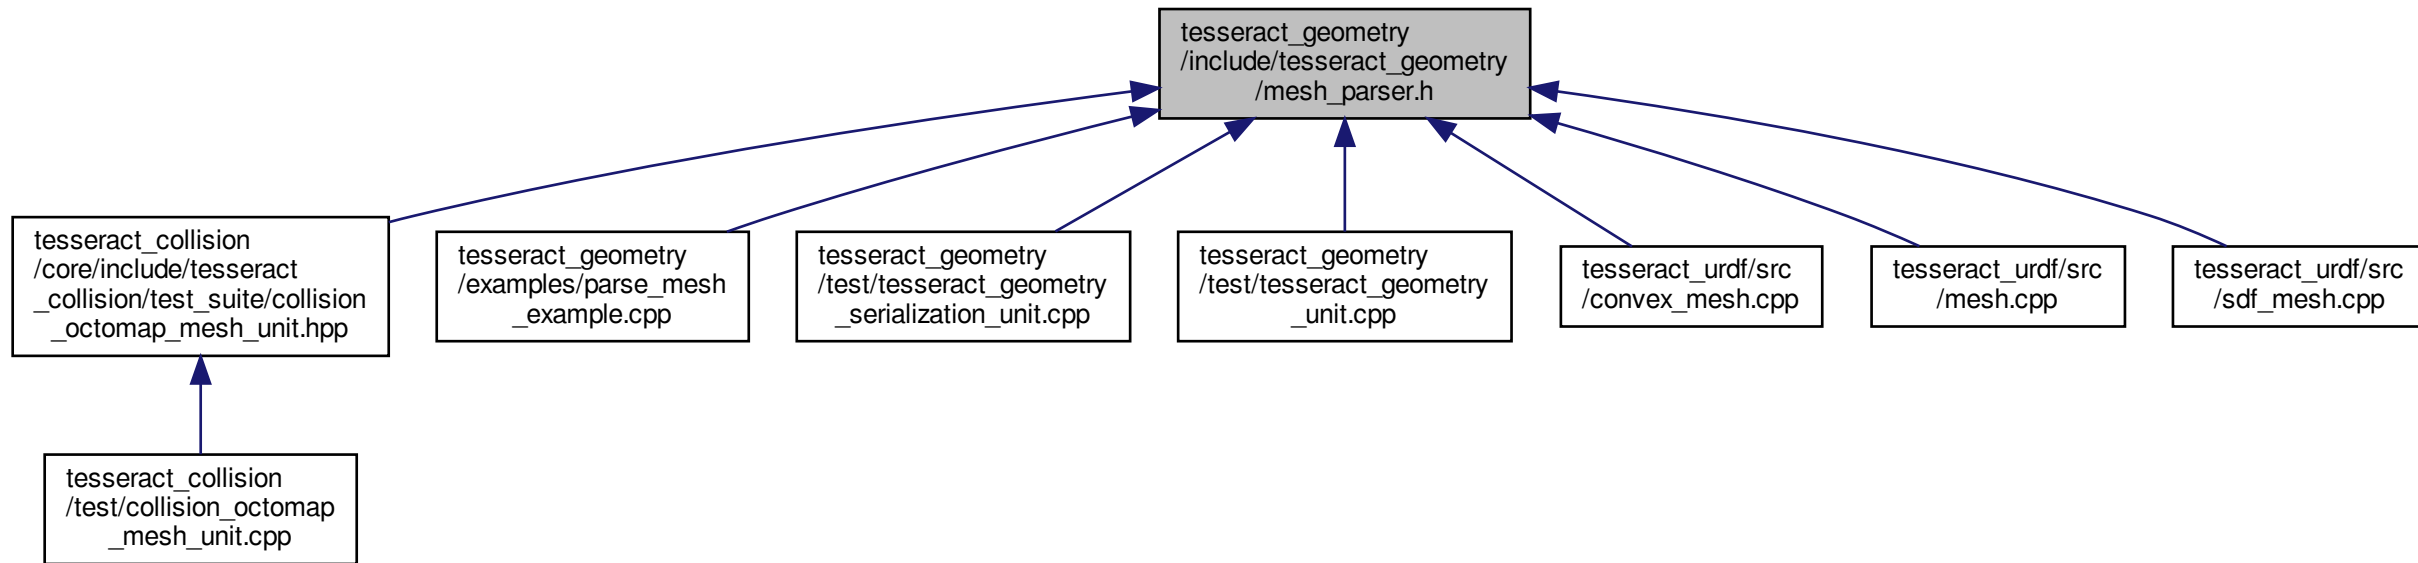 tesseract_geometry
/include/tesseract_geometry
/mesh_parser.h
tesseract_collision
/core/include/tesseract
_collision/test_suite/collision
_octomap_mesh_unit.hpp
tesseract_geometry
/examples/parse_mesh
_example.cpp
tesseract_geometry
/test/tesseract_geometry
_serialization_unit.cpp
tesseract_geometry
/test/tesseract_geometry
_unit.cpp
tesseract_urdf/src
/convex_mesh.cpp
tesseract_urdf/src
/mesh.cpp
tesseract_urdf/src
/sdf_mesh.cpp
tesseract_collision
/test/collision_octomap
_mesh_unit.cpp